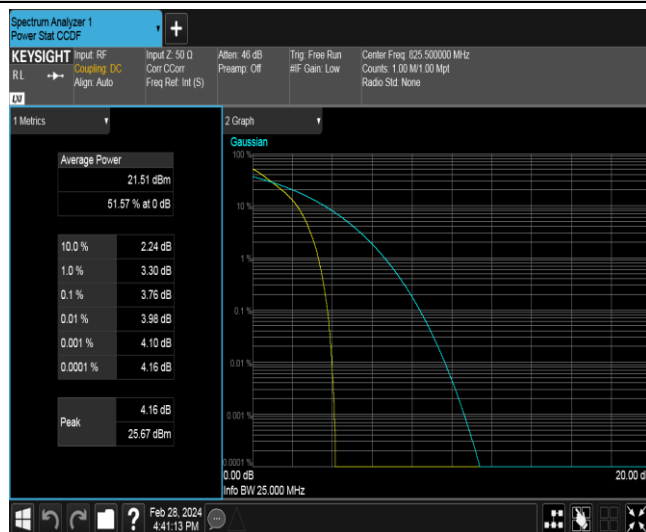 Spectrum Analyzer 1
Power Stat CCDF
+
KEYSIGHT Input: RF Input Z: 50 Ω Atten: 46 dB Trig: Free Run Center Freq: 825.500000 MHz
RL Coupling: DC Corr CCorr Preamp: Off #IF Gain: Low Counts: 1.00 M/1.00 Mpt
Align: Auto Freq Ref: Int (S) Radio Std: None
LXI
1 Metrics
Average Power
21.51 dBm
51.57 % at 0 dB
10.0 % 2.24 dB
1.0 % 3.30 dB
0.1 % 3.76 dB
0.01 % 3.98 dB
0.001 % 4.10 dB
0.0001 % 4.16 dB
Peak 4.16 dB
25.67 dBm
2 Graph
Gaussian
100 %
10 %
1 %
0.1 %
0.01 %
0.001 %
0.0001 %
0.00 dB 20.00 d
Info BW 25.000 MHz
? Feb 28, 2024
4:41:13 PM